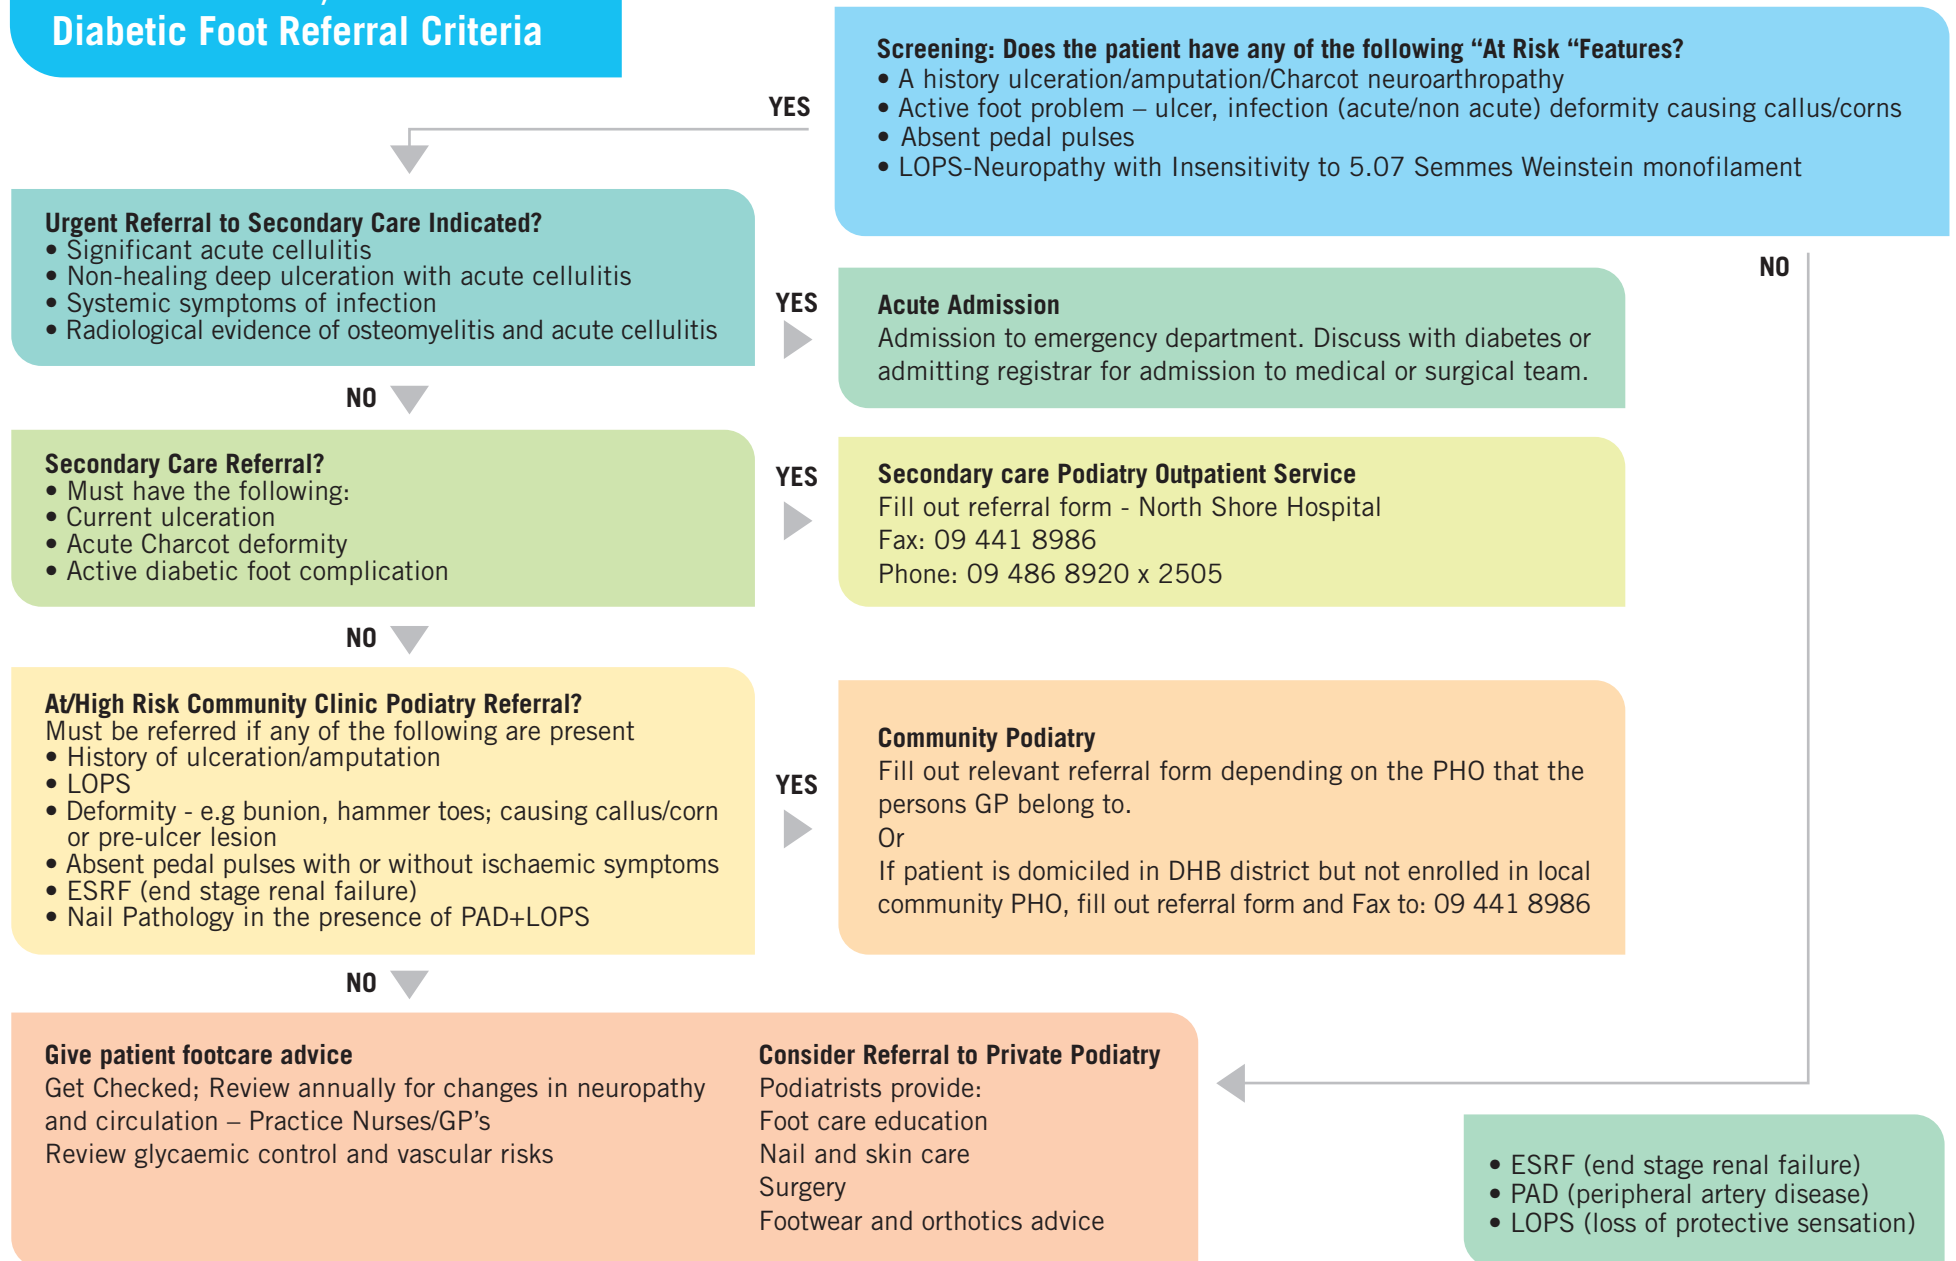 Diabetic Foot Referral Criteria
Screening: Does the patient have any of the following “At Risk “Features?
• A history ulceration/amputation/Charcot neuroarthropathy
• Active foot problem – ulcer, infection (acute/non acute) deformity causing callus/corns
• Absent pedal pulses
• LOPS-Neuropathy with Insensitivity to 5.07 Semmes Weinstein monofilament
YES
NO
Urgent Referral to Secondary Care Indicated?
• Significant acute cellulitis
• Non-healing deep ulceration with acute cellulitis
• Systemic symptoms of infection
• Radiological evidence of osteomyelitis and acute cellulitis
YES
Acute Admission
Admission to emergency department. Discuss with diabetes or
admitting registrar for admission to medical or surgical team.
NO
Secondary Care Referral?
• Must have the following:
• Current ulceration
• Acute Charcot deformity
• Active diabetic foot complication
YES
Secondary care Podiatry Outpatient Service
Fill out referral form - North Shore Hospital
Fax: 09 441 8986
Phone: 09 486 8920 x 2505
NO
At/High Risk Community Clinic Podiatry Referral?
Must be referred if any of the following are present
• History of ulceration/amputation
• LOPS
• Deformity - e.g bunion, hammer toes; causing callus/corn
or pre-ulcer lesion
• Absent pedal pulses with or without ischaemic symptoms
• ESRF (end stage renal failure)
• Nail Pathology in the presence of PAD+LOPS
YES
Community Podiatry
Fill out relevant referral form depending on the PHO that the
persons GP belong to.
Or
If patient is domiciled in DHB district but not enrolled in local
community PHO, fill out referral form and Fax to: 09 441 8986
NO
Give patient footcare advice
Get Checked; Review annually for changes in neuropathy
and circulation – Practice Nurses/GP’s
Review glycaemic control and vascular risks
Consider Referral to Private Podiatry
Podiatrists provide:
Foot care education
Nail and skin care
Surgery
Footwear and orthotics advice
• ESRF (end stage renal failure)
• PAD (peripheral artery disease)
• LOPS (loss of protective sensation)